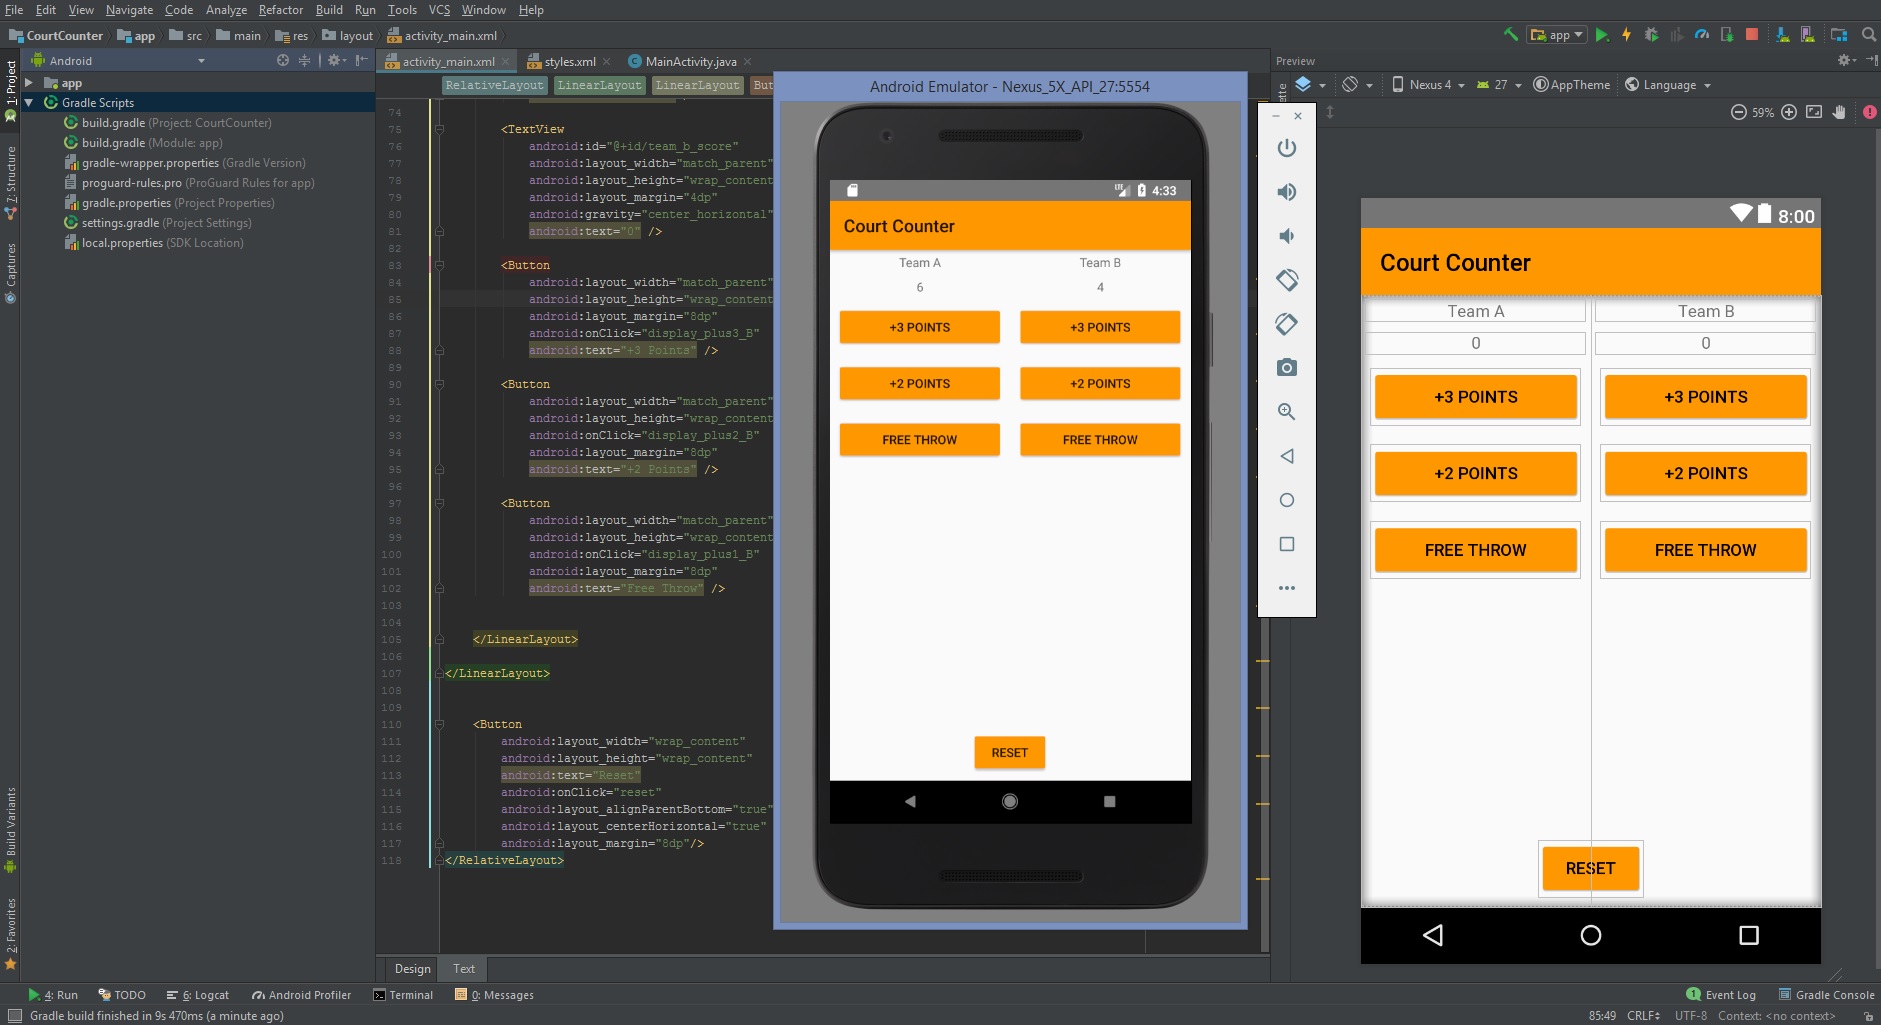 File Edit View Navigate Code Analyze Refactor Build Run Tools VCS Window Help
CourtCounter app src main res layout activity_main.xml
app
Android
activity_main.xml styles.xml MainActivity.java
Preview
RelativeLayout LinearLayout LinearLayout But
Nexus 4 27 AppTheme Language
59%
1: Project
7: Structure
Captures
Build Variants
2: Favorites
app
Gradle Scripts
build.gradle (Project: CourtCounter)
build.gradle (Module: app)
gradle-wrapper.properties (Gradle Version)
proguard-rules.pro (ProGuard Rules for app)
gradle.properties (Project Properties)
settings.gradle (Project Settings)
local.properties (SDK Location)
74
75 <TextView
76 android:id="@+id/team_b_score"
77 android:layout_width="match_parent"
78 android:layout_height="wrap_content
79 android:layout_margin="4dp"
80 android:gravity="center_horizontal"
81 android:text="0" />
82
83 <Button
84 android:layout_width="match_parent"
85 android:layout_height="wrap_content
86 android:layout_margin="8dp"
87 android:onClick="display_plus3_B"
88 android:text="+3 Points" />
89
90 <Button
91 android:layout_width="match_parent"
92 android:layout_height="wrap_content
93 android:onClick="display_plus2_B"
94 android:layout_margin="8dp"
95 android:text="+2 Points" />
96
97 <Button
98 android:layout_width="match_parent"
99 android:layout_height="wrap_content
100 android:onClick="display_plus1_B"
101 android:layout_margin="8dp"
102 android:text="Free Throw" />
103
104
105 </LinearLayout>
106
107 </LinearLayout>
108
109
110 <Button
111 android:layout_width="wrap_content"
112 android:layout_height="wrap_content"
113 android:text="Reset"
114 android:onClick="reset"
115 android:layout_alignParentBottom="true"
116 android:layout_centerHorizontal="true"
117 android:layout_margin="8dp"/>
118 </RelativeLayout>
Design Text
Android Emulator - Nexus_5X_API_27:5554
LTE 4:33
Court Counter
Team A Team B
6 4
+3 POINTS +3 POINTS
+2 POINTS +2 POINTS
FREE THROW FREE THROW
RESET
8:00
Court Counter
Team A Team B
0 0
+3 POINTS +3 POINTS
+2 POINTS +2 POINTS
FREE THROW FREE THROW
RESET
4: Run TODO 6: Logcat Android Profiler Terminal 0: Messages
1 Event Log Gradle Console
Gradle build finished in 9s 470ms (a minute ago)
85:49 CRLF UTF-8 Context: <no context>